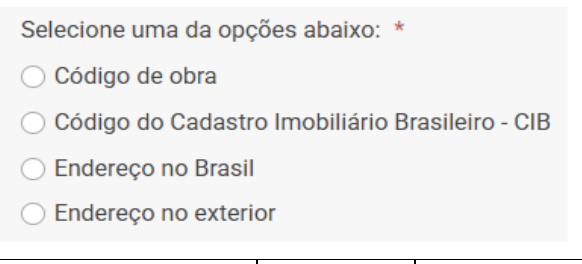 Selecione uma da opções abaixo: *
Código de obra
Código do Cadastro Imobiliário Brasileiro - CIB
Endereço no Brasil
Endereço no exterior